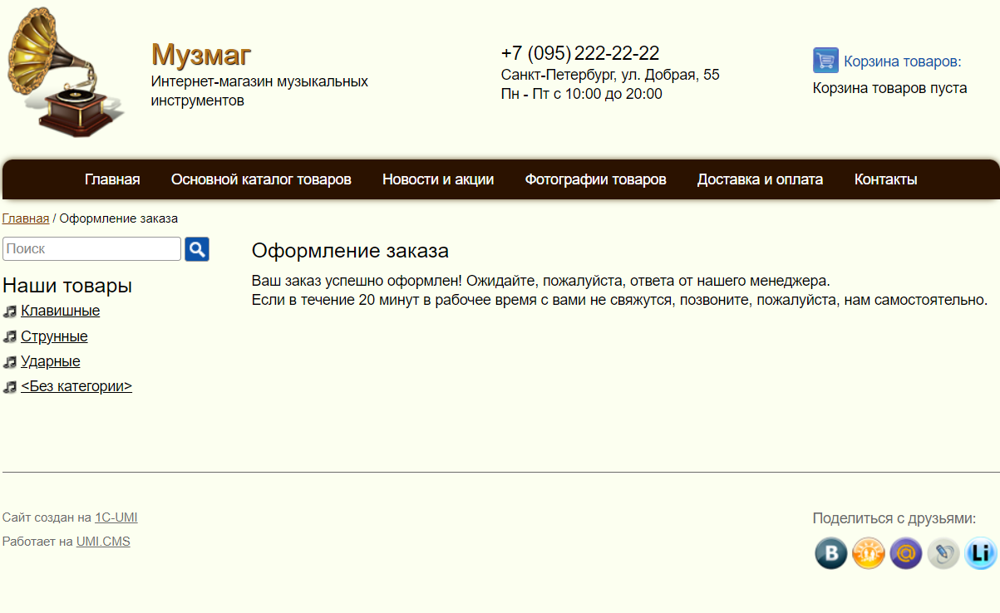 Музмаг
Интернет-магазин музыкальных
инструментов
+7 (095) 222-22-22
Санкт-Петербург, ул. Добрая, 55
Пн - Пт с 10:00 до 20:00
Корзина товаров:
Корзина товаров пуста
Главная Основной каталог товаров Новости и акции Фотографии товаров Доставка и оплата Контакты
Главная / Оформление заказа
Поиск
Наши товары
Клавишные
Струнные
Ударные
<Без категории>
Оформление заказа
Ваш заказ успешно оформлен! Ожидайте, пожалуйста, ответа от нашего менеджера.
Если в течение 20 минут в рабочее время с вами не свяжутся, позвоните, пожалуйста, нам самостоятельно.
Сайт создан на 1C-UMI
Работает на UMI.CMS
Поделиться с друзьями:
B @ Li